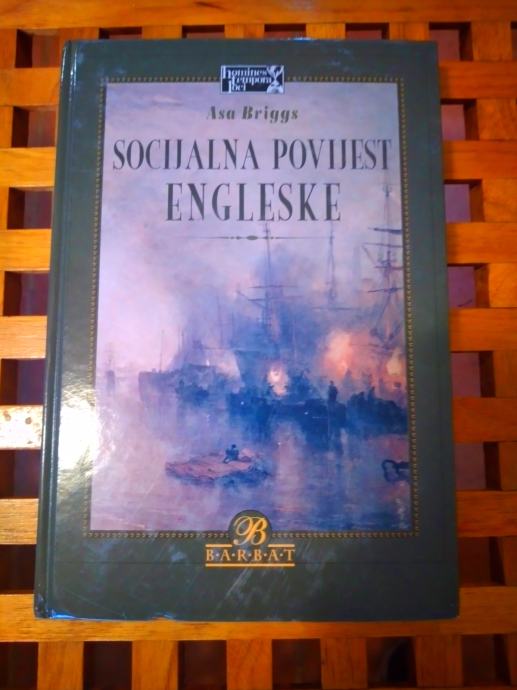 homines
tempora
loci
Asa Briggs
SOCIJALNA POVIJEST
ENGLESKE
B
B·A·R·B·A·T